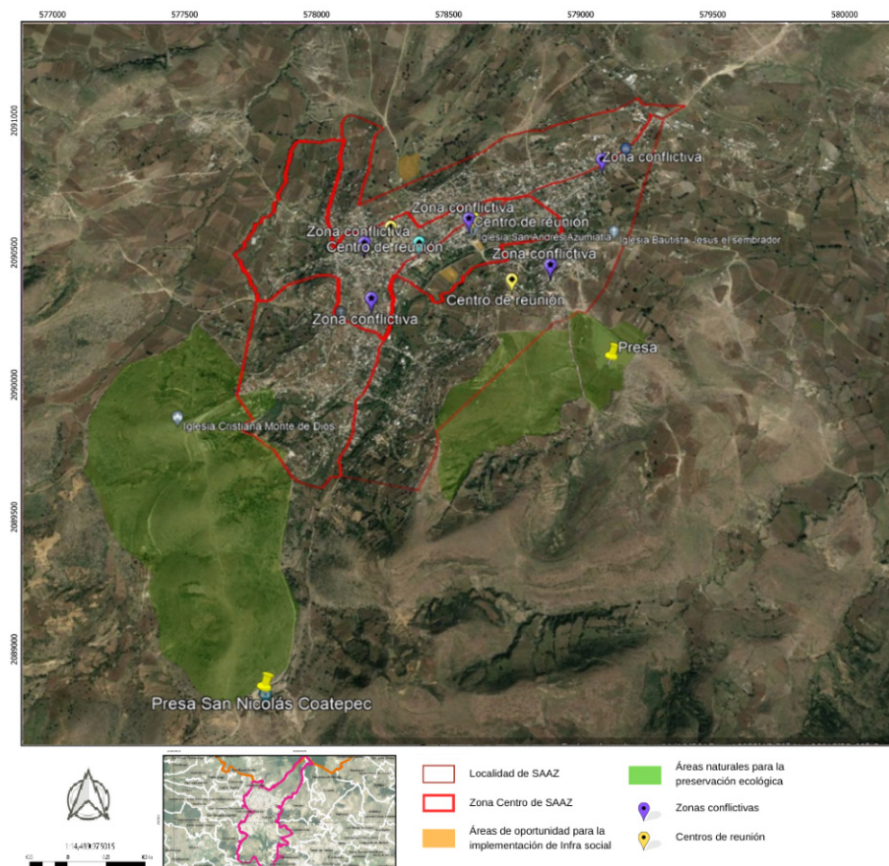 577000
577500
578000
578500
579000
579500
580000
2091000
2090500
2090000
2089500
2089000
Zona conflictiva
Zona conflictiva
Centro de reunión
Iglesia San Andrés Azumiatla
Iglesia Bautista Jesus el sembrador
Zona conflictiva
Centro de reunión
Zona conflictiva
Centro de reunión
Zona conflictiva
Presa
Iglesia Cristiana Monte de Dios
Presa San Nicolás Coatepec
Localidad de SAAZ
Zona Centro de SAAZ
Áreas de oportunidad para la
implementación de Infra social
Áreas naturales para la
preservación ecológica
Zonas conflictivas
Centros de reunión